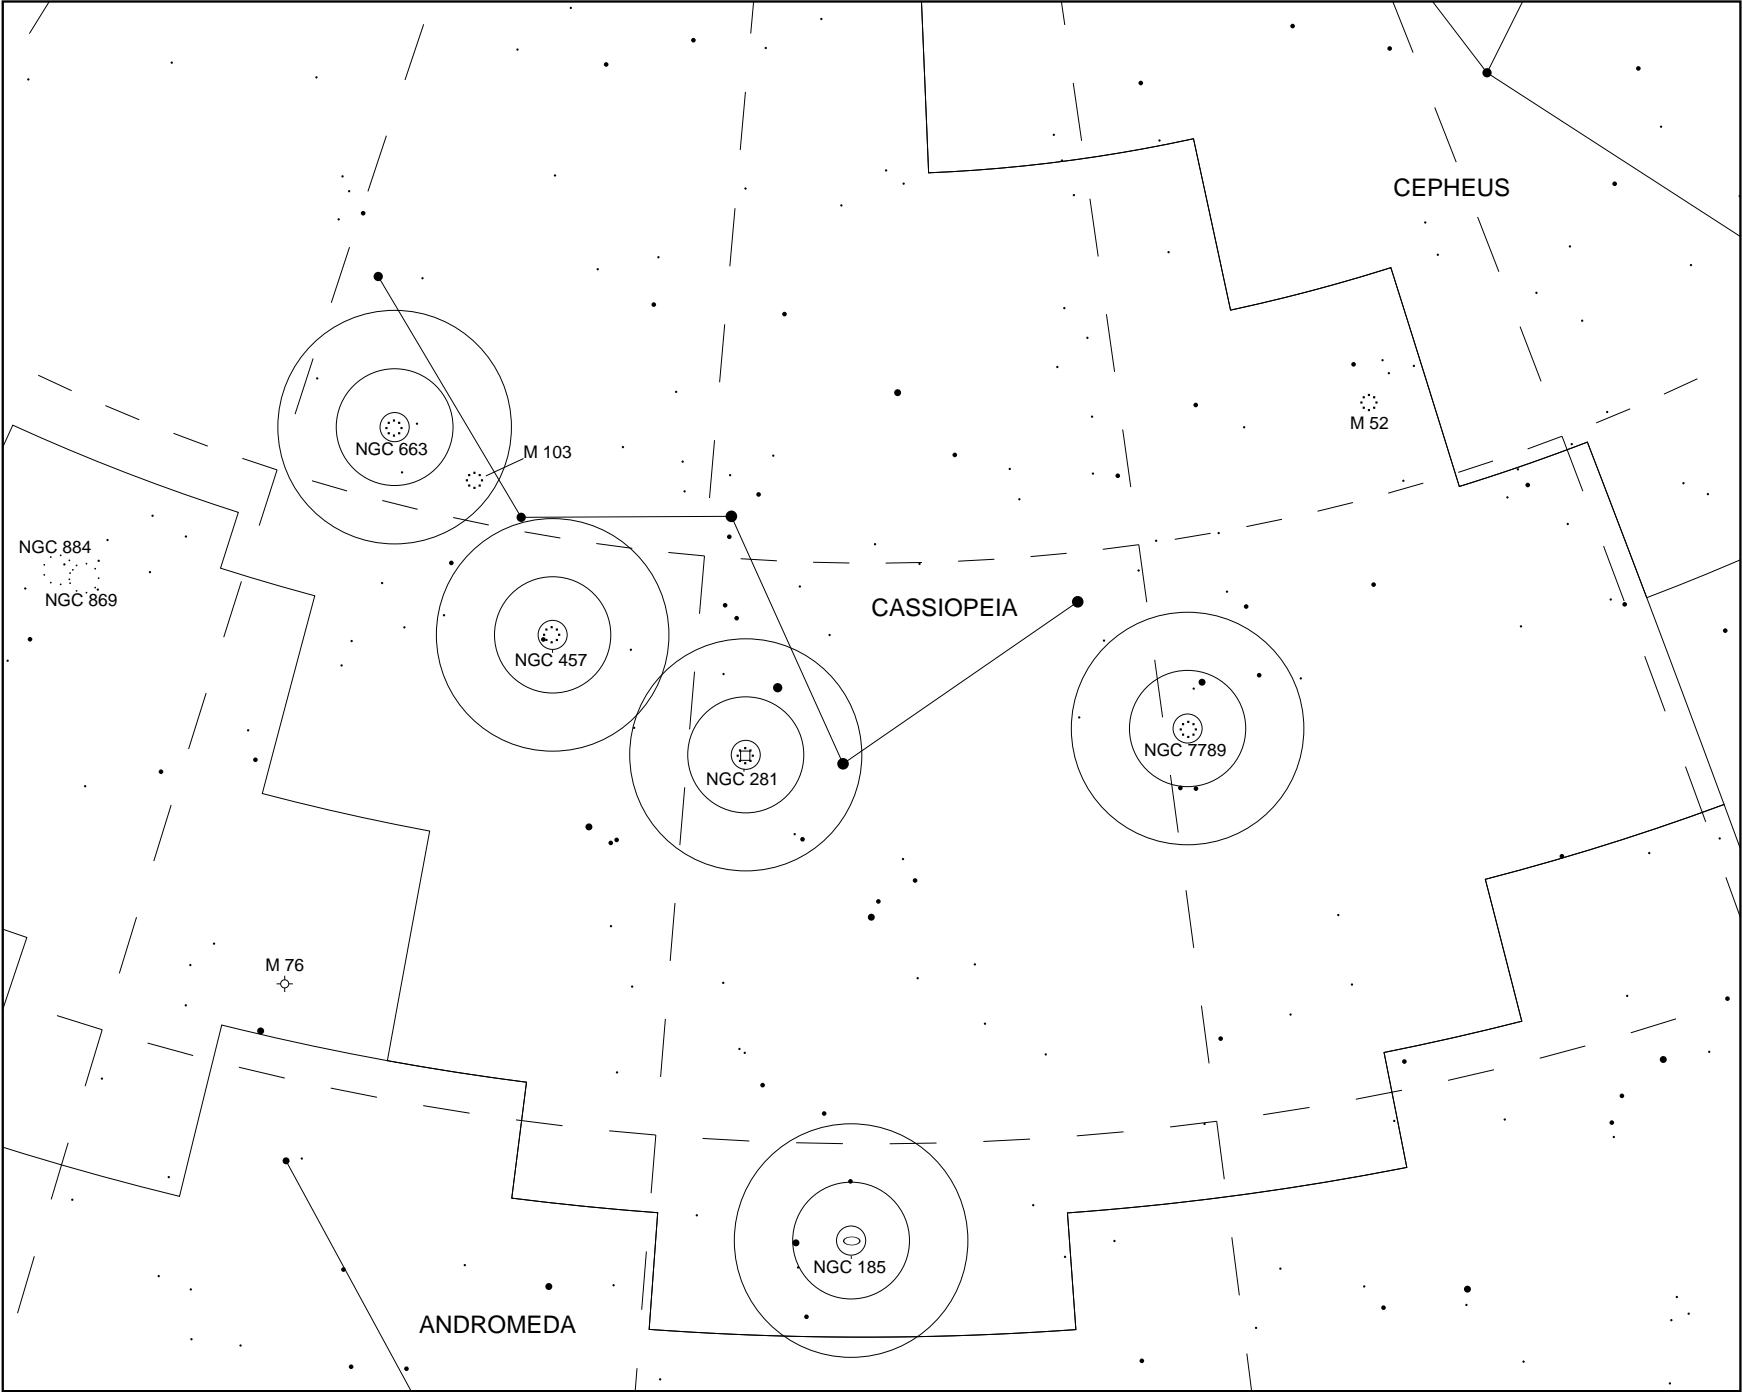 CEPHEUS
M 52
NGC 663
M 103
NGC 884
NGC 869
CASSIOPEIA
NGC 457
NGC 7789
NGC 281
M 76
NGC 185
ANDROMEDA